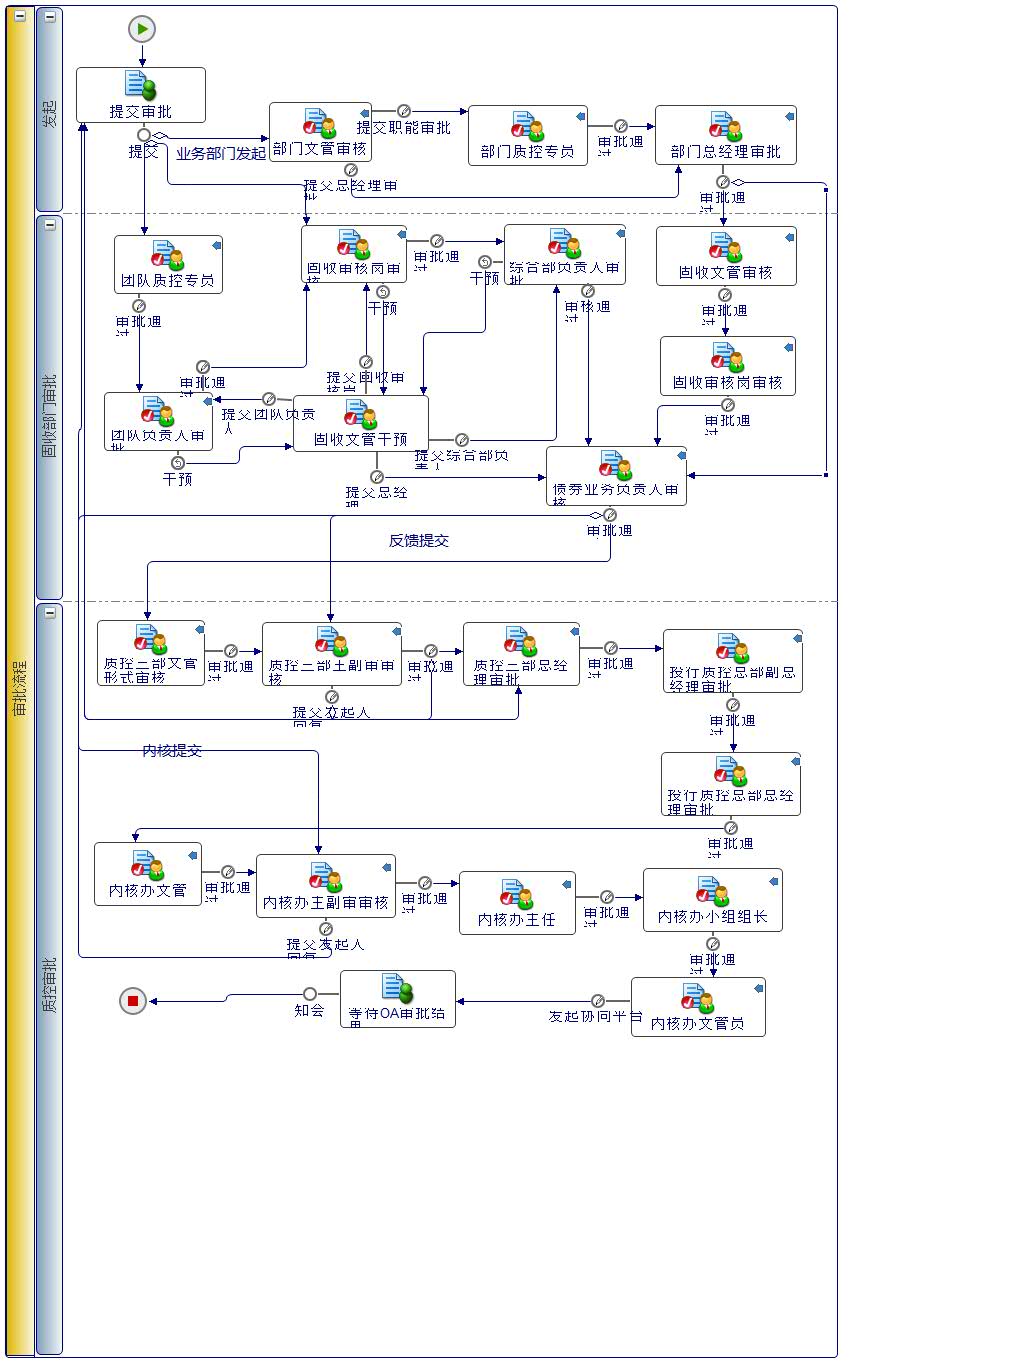 审批流程
发起
提交审批
提交
业务部门发起
部门文管审核
提交职能审批
部门质控专员
审批通过
部门总经理审批
提交总经理审批
审批通过
固收部门审批
团队质控专员
审批通过
固收审核岗审核
审批通过
干预
综合部负责人审批
干预
审核通过
固收文管审核
审批通过
固收审核岗审核
审批通过
审批通过
提交固收审核岗
团队负责人审批
提交团队负责人
固收文管干预
提交综合部负责人
干预
提交总经理
债券业务负责人审核
审批通
反馈提交
质控审批
质控二部文管形式审核
审批通过
质控二部主副审审核
审批通过
质控二部总经理审批
审批通过
投行质控总部副总经理审批
提交发起人回复
审批通过
内核提交
投行质控总部总经理审批
审批通过
内核办文管
审批通过
内核办主副审审核
审批通过
内核办主任
审批通过
内核办小组组长
提交发起人回复
审批通过
知会
等待OA审批结果
发起协同平台
内核办文管员